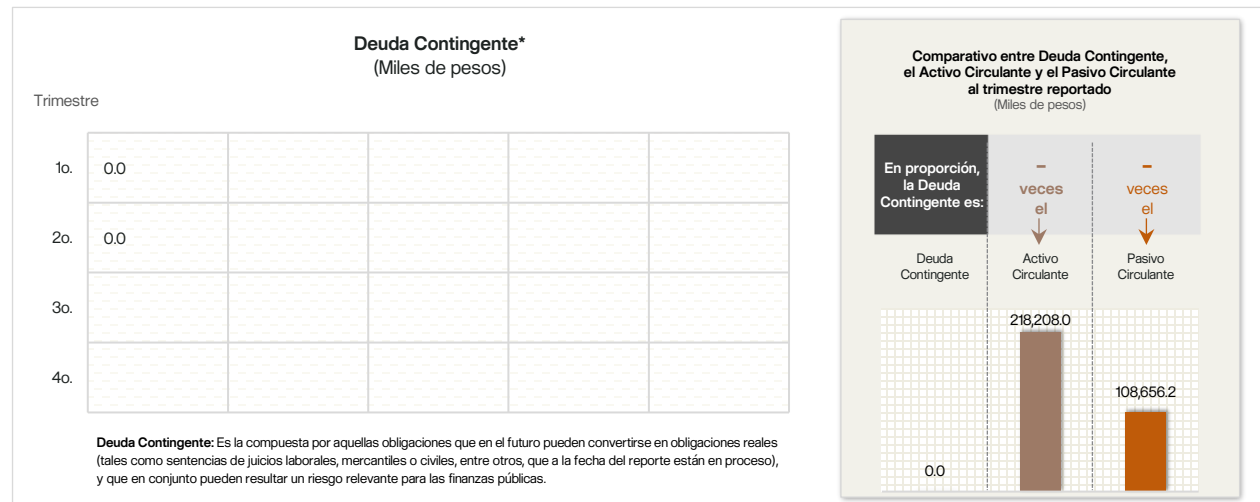 Deuda Contingente*
(Miles de pesos)
Trimestre
1o. 0.0
2o. 0.0
3o.
4o.
Deuda Contingente: Es la compuesta por aquellas obligaciones que en el futuro pueden convertirse en obligaciones reales
(tales como sentencias de juicios laborales, mercantiles o civiles, entre otros, que a la fecha del reporte están en proceso),
y que en conjunto pueden resultar un riesgo relevante para las finanzas públicas.
Comparativo entre Deuda Contingente,
el Activo Circulante y el Pasivo Circulante
al trimestre reportado
(Miles de pesos)
En proporción,
la Deuda
Contingente es:
–
veces
el
–
veces
el
Deuda
Contingente
Activo
Circulante
Pasivo
Circulante
218,208.0
108,656.2
0.0